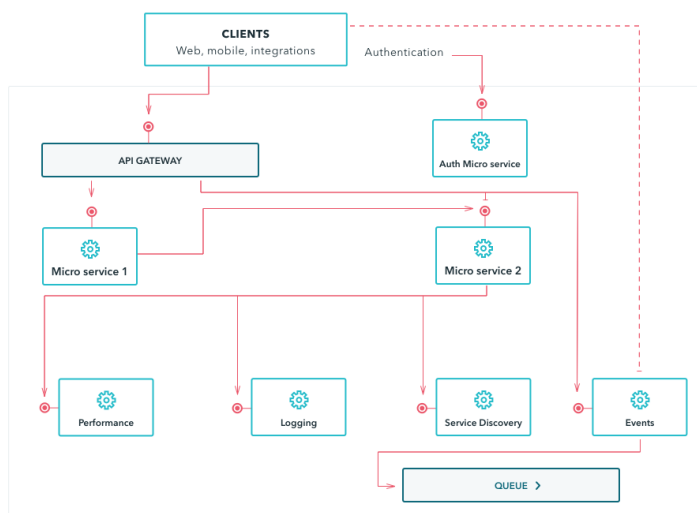 CLIENTS
Web, mobile, integrations
Authentication
API GATEWAY
Auth Micro service
Micro service 1
Micro service 2
Performance
Logging
Service Discovery
Events
QUEUE